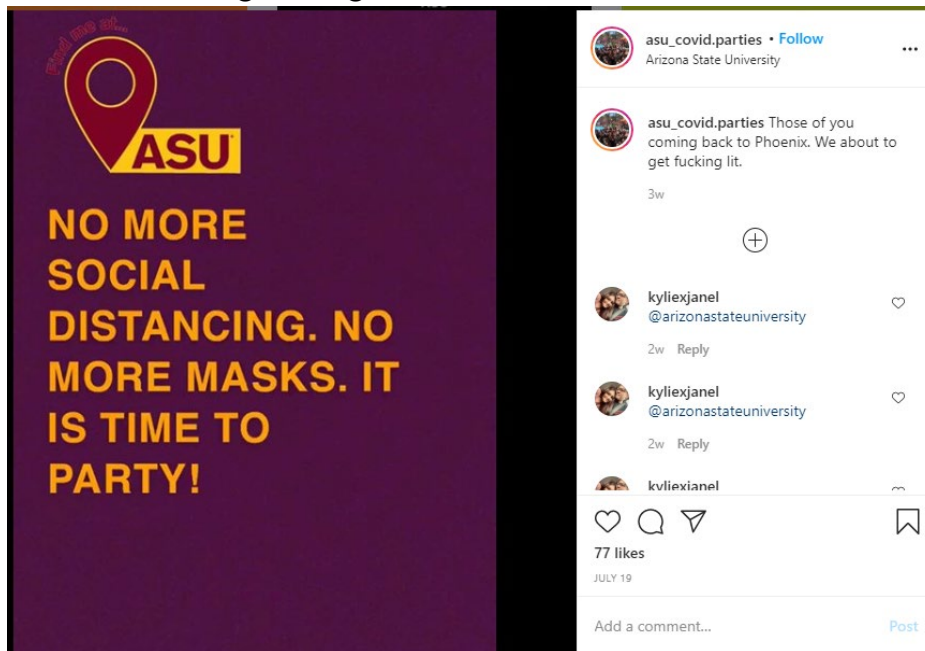 Find me at...
ASU
NO MORE
SOCIAL
DISTANCING. NO
MORE MASKS. IT
IS TIME TO
PARTY!
asu_covid.parties • Follow
Arizona State University
asu_covid.parties Those of you
coming back to Phoenix. We about to
get fucking lit.
3w
kyliexjanel
@arizonastateuniversity
2w Reply
kyliexjanel
@arizonastateuniversity
2w Reply
kyliexjanel
77 likes
JULY 19
Add a comment... Post